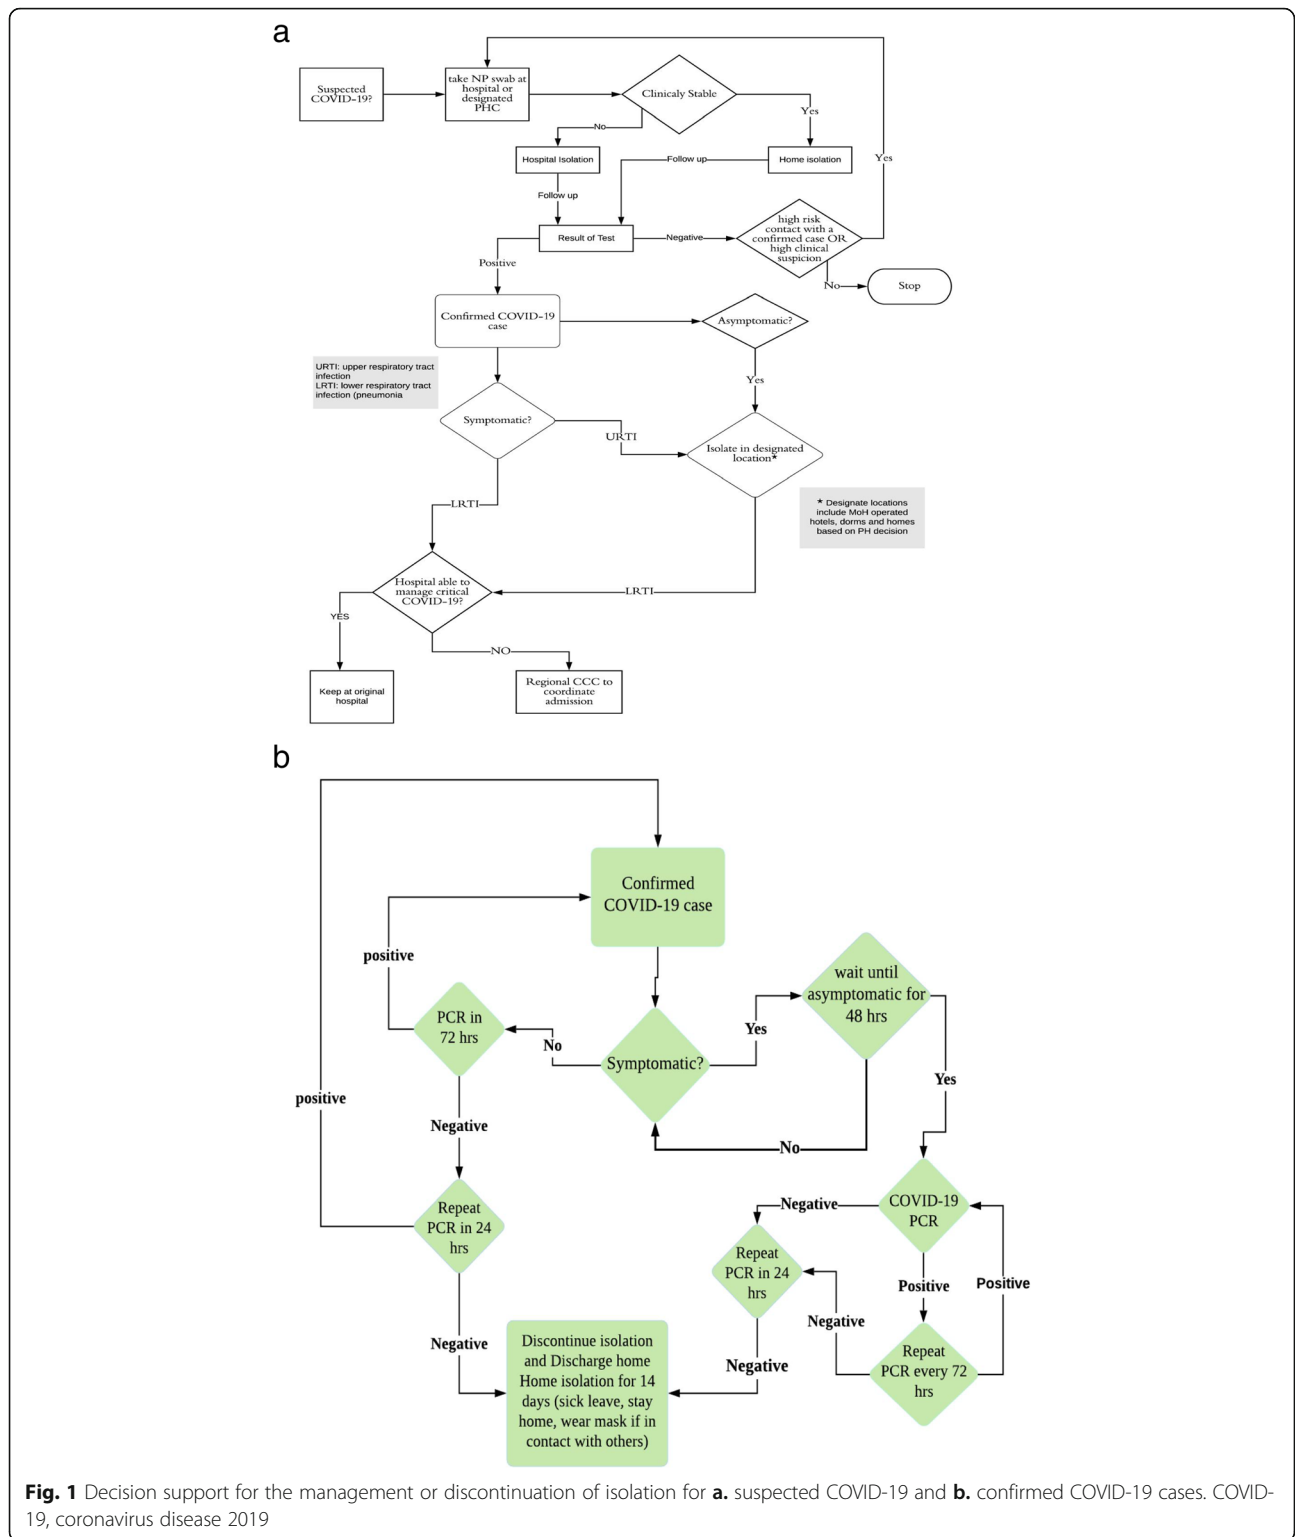 a
Suspected
COVID-19?
take NP swab at
hospital or
designated
PHC
Clinicaly Stable
Yes
No
Hospital Isolation
Follow up
Home isolation
Yes
Follow up
Result of Test
Negative
high risk
contact with a
confirmed case OR
high clinical
suspicion
Positive
No
Stop
Confirmed COVID-19
case
Asymptomatic?
URTI: upper respiratory tract
infection
LRTI: lower respiratory tract
infection (pneumonia
Yes
Symptomatic?
URTI
Isolate in designated
location*
LRTI
* Designate locations
include MoH operated
hotels, dorms and homes
based on PH decision
Hospital able to
manage critical
COVID-19?
LRTI
YES
NO
Keep at original
hospital
Regional CCC to
coordinate
admission
b
Confirmed
COVID-19 case
positive
wait until
asymptomatic for
48 hrs
PCR in
72 hrs
Yes
No
Symptomatic?
Yes
positive
Negative
No
COVID-19
PCR
Negative
Repeat
PCR in 24
hrs
Repeat
PCR in 24
hrs
Positive
Positive
Negative
Negative
Negative
Repeat
PCR every 72
hrs
Discontinue isolation
and Discharge home
Home isolation for 14
days (sick leave, stay
home, wear mask if in
contact with others)
Fig. 1 Decision support for the management or discontinuation of isolation for a. suspected COVID-19 and b. confirmed COVID-19 cases. COVID-
19, coronavirus disease 2019